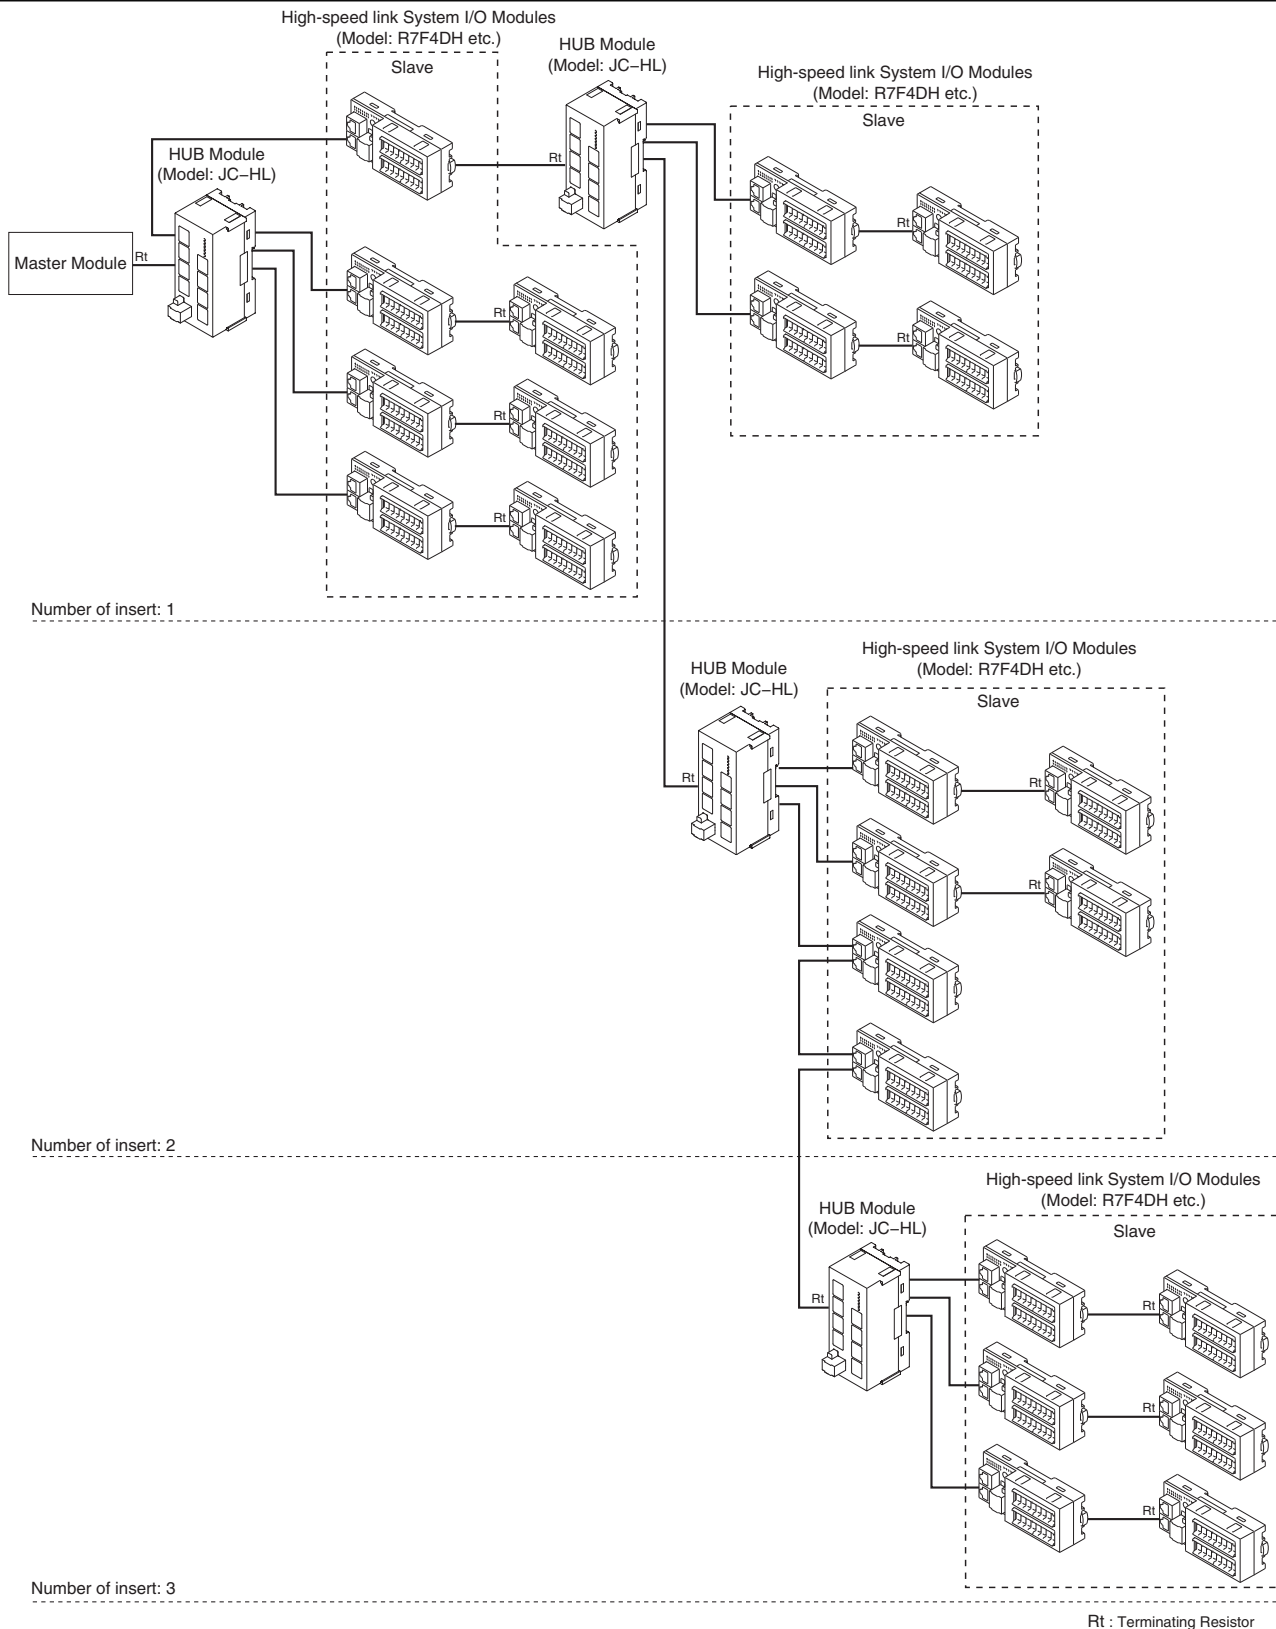 High-speed link System I/O Modules
(Model: R7F4DH etc.)
Slave
HUB Module
(Model: JC−HL)
High-speed link System I/O Modules
(Model: R7F4DH etc.)
Slave
HUB Module
(Model: JC−HL)
Rt
Master Module
Rt
Rt
Rt
Rt
Rt
Rt
Rt
Number of insert: 1
High-speed link System I/O Modules
(Model: R7F4DH etc.)
Slave
HUB Module
(Model: JC−HL)
Rt
Rt
Rt
Number of insert: 2
High-speed link System I/O Modules
(Model: R7F4DH etc.)
Slave
HUB Module
(Model: JC−HL)
Rt
Rt
Rt
Rt
Number of insert: 3
Rt : Terminating Resistor